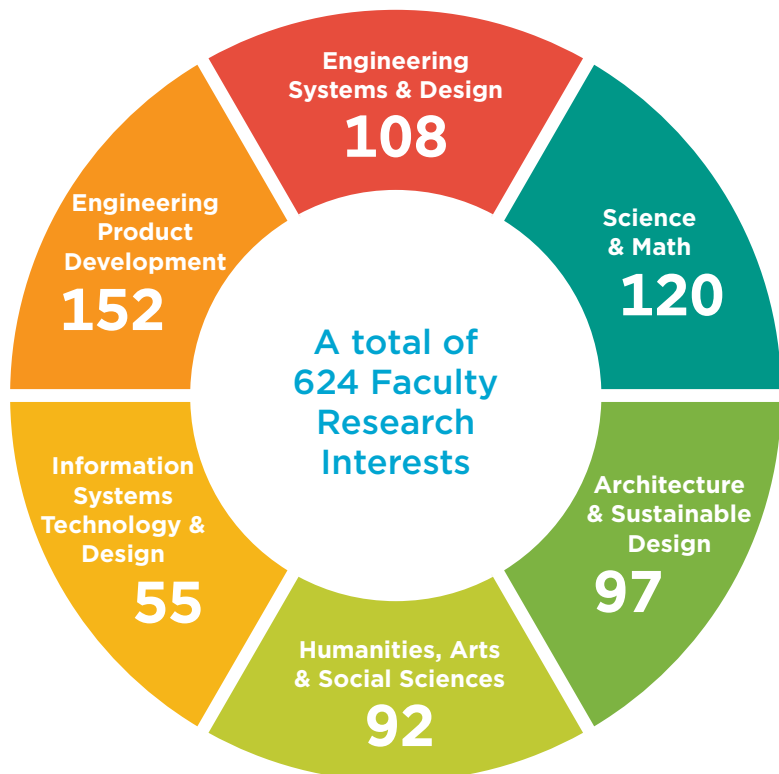 Engineering
Systems & Design
108
Science
& Math
120
Architecture
& Sustainable
Design
97
Humanities, Arts
& Social Sciences
92
Information
Systems
Technology &
Design
55
Engineering
Product
Development
152
A total of
624 Faculty
Research
Interests